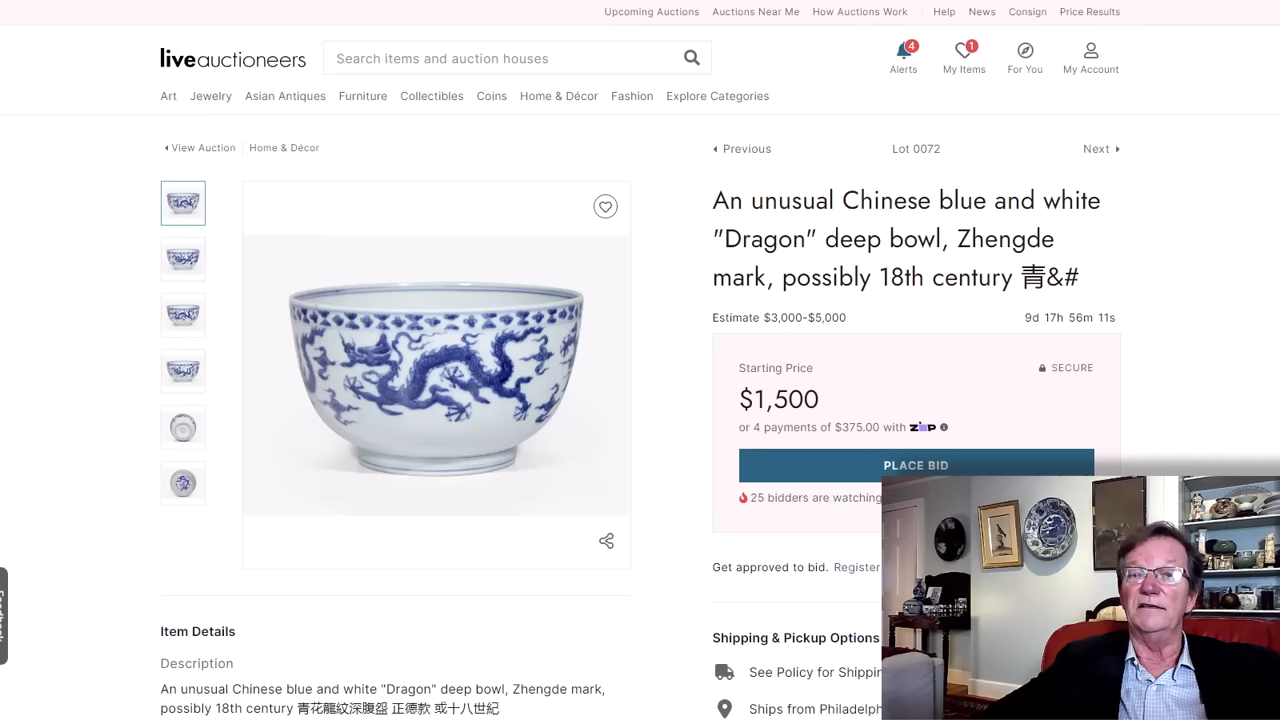 Upcoming Auctions Auctions Near Me How Auctions Work Help News Consign Price Results
liveauctioneers
Search items and auction houses
4
1
Alerts My Items For You My Account
Art Jewelry Asian Antiques Furniture Collectibles Coins Home & Décor Fashion Explore Categories
View Auction Home & Décor
Previous Lot 0072 Next
An unusual Chinese blue and white
"Dragon" deep bowl, Zhengde
mark, possibly 18th century 青&#
Estimate $3,000-$5,000 9d 17h 56m 11s
Starting Price SECURE
$1,500
or 4 payments of $375.00 with zip
PLACE BID
25 bidders are watching
Get approved to bid. Register
Item Details
Description
An unusual Chinese blue and white "Dragon" deep bowl, Zhengde mark,
possibly 18th century 青花龍紋深腹盌 正德款 或十八世紀
Shipping & Pickup Options
See Policy for Shippin
Ships from Philadelph
Feedback